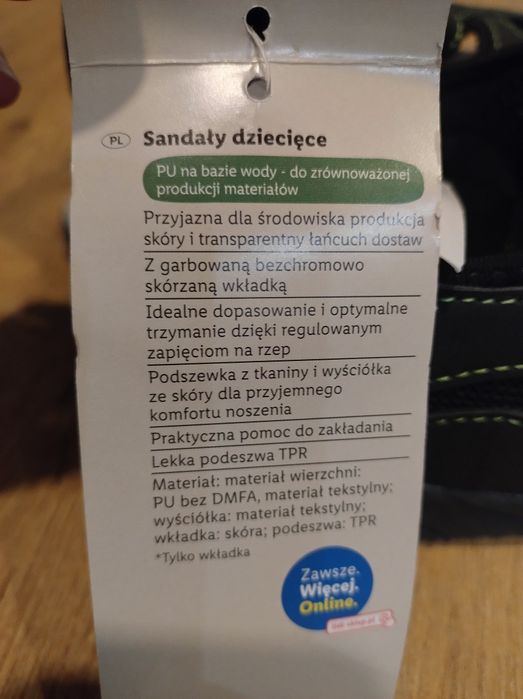 PL Sandały dziecięce
PU na bazie wody - do zrównoważonej
produkcji materiałów
Przyjazna dla środowiska produkcja
skóry i transparentny łańcuch dostaw
Z garbowaną bezchromowo
skórzaną wkładką
Idealne dopasowanie i optymalne
trzymanie dzięki regulowanym
zapięciom na rzep
Podszewka z tkaniny i wyściółka
ze skóry dla przyjemnego
komfortu noszenia
Praktyczna pomoc do zakładania
Lekka podeszwa TPR
Materiał: materiał wierzchni:
PU bez DMFA, materiał tekstylny;
wyściółka: materiał tekstylny;
wkładka: skóra; podeszwa: TPR
*Tylko wkładka
Zawsze.
Więcej.
Online.
lidl-sklep.pl